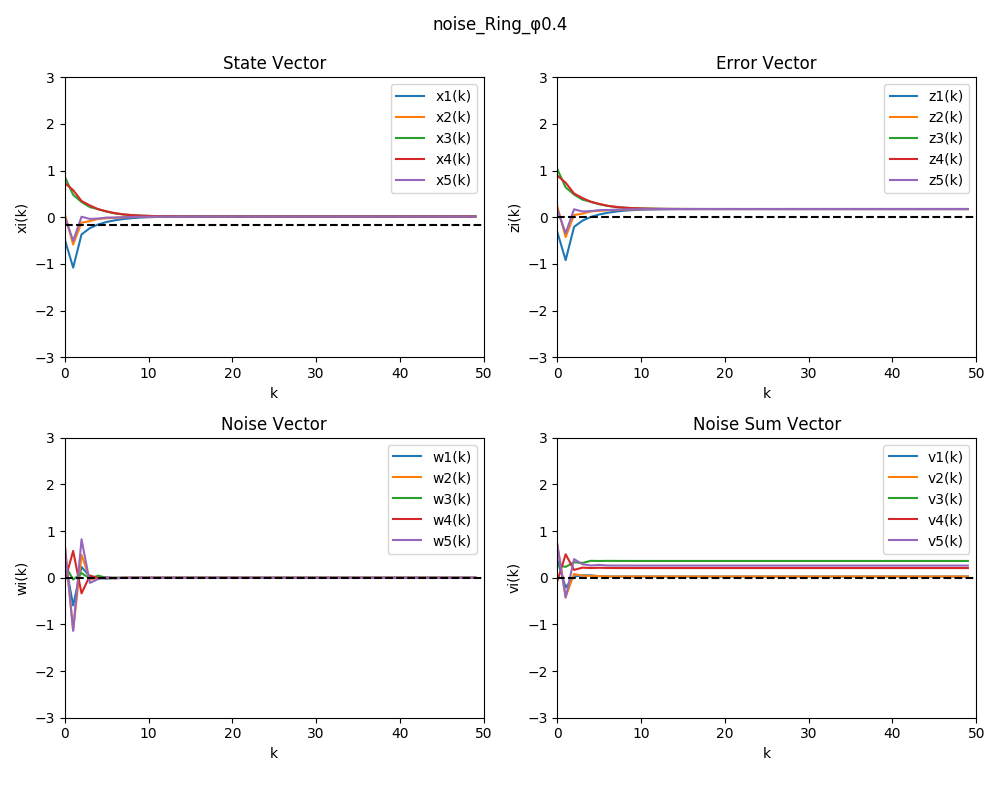 noise_Ring_φ0.4
State Vector
3
2
1
0
−1
−2
−3
xi(k)
0 10 20 30 40 50
k
x1(k)
x2(k)
x3(k)
x4(k)
x5(k)
Error Vector
3
2
1
0
−1
−2
−3
zi(k)
0 10 20 30 40 50
k
z1(k)
z2(k)
z3(k)
z4(k)
z5(k)
Noise Vector
3
2
1
0
−1
−2
−3
wi(k)
0 10 20 30 40 50
k
w1(k)
w2(k)
w3(k)
w4(k)
w5(k)
Noise Sum Vector
3
2
1
0
−1
−2
−3
vi(k)
0 10 20 30 40 50
k
v1(k)
v2(k)
v3(k)
v4(k)
v5(k)